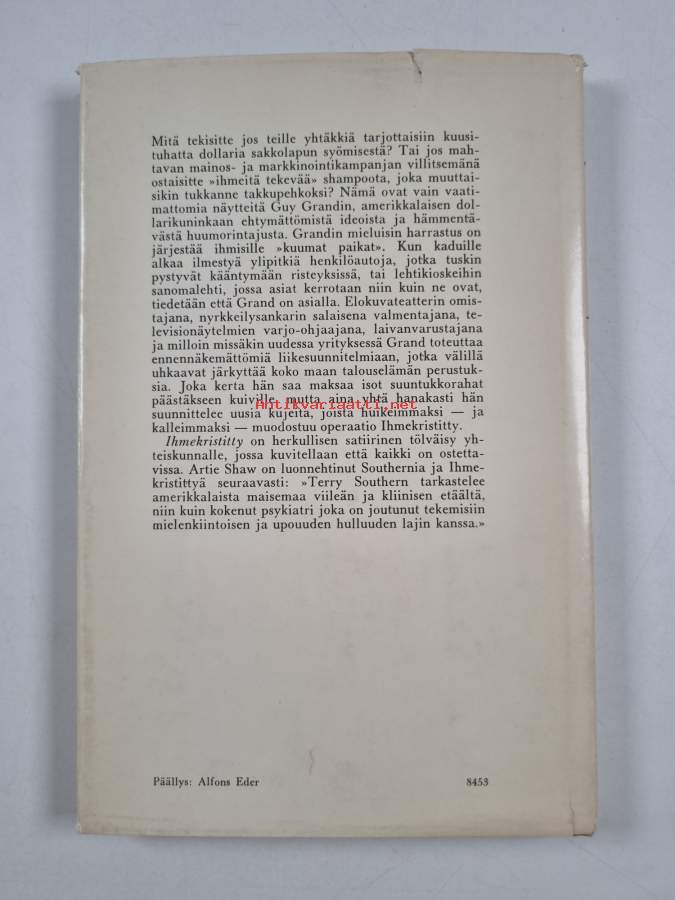 Mitä tekisitte jos teille yhtäkkiä tarjottaisiin kuusi-
tuhatta dollaria sakkolapun syömisestä? Tai jos mah-
tavan mainos- ja markkinointikampanjan villitsemänä
ostaisitte »ihmeitä tekevää» shampoota, joka muuttai-
sikin tukkanne takkupehkoksi? Nämä ovat vain vaati-
mattomia näytteitä Guy Grandin, amerikkalaisen dol-
larikuninkaan ehtymättömistä ideoista ja hämmentä-
västä huumorintajusta. Grandin mieluisin harrastus on
järjestää ihmisille »kuumat paikat». Kun kaduille
alkaa ilmestyä ylipitkiä henkilöautoja, jotka tuskin
pystyvät kääntymään risteyksissä, tai lehtikioskeihin
sanomalehti, jossa asiat kerrotaan niin kuin ne ovat,
tiedetään että Grand on asialla. Elokuvateatterin omis-
tajana, nyrkkeilysankarin salaisena valmentajana, te-
levisionäytelmien varjo-ohjaajana, laivanvarustajana
ja milloin missäkin uudessa yrityksessä Grand toteuttaa
ennennäkemättömiä liikesuunnitelmiaan, jotka välillä
uhkaavat järkyttää koko maan talouselämän perustuk-
sia. Joka kerta hän saa maksaa isot suuntukkorahat
päästäkseen kuiville, mutta aina yhtä hanakasti hän
Antikvariaatti.net
suunnittelee uusia kujeita, joista huikeimmaksi — ja
kalleimmaksi — muodostuu operaatio Ihmekristitty.
Ihmekristitty on herkullisen satiirinen tölväisy yh-
teiskunnalle, jossa kuvitellaan että kaikki on ostetta-
vissa. Artie Shaw on luonnehtinut Southernia ja Ihme-
kristittyä seuraavasti: »Terry Southern tarkastelee
amerikkalaista maisemaa viileän ja kliinisen etäältä,
niin kuin kokenut psykiatri joka on joutunut tekemisiin
mielenkiintoisen ja upouuden hulluuden lajin kanssa.»
Päällys: Alfons Eder
8453